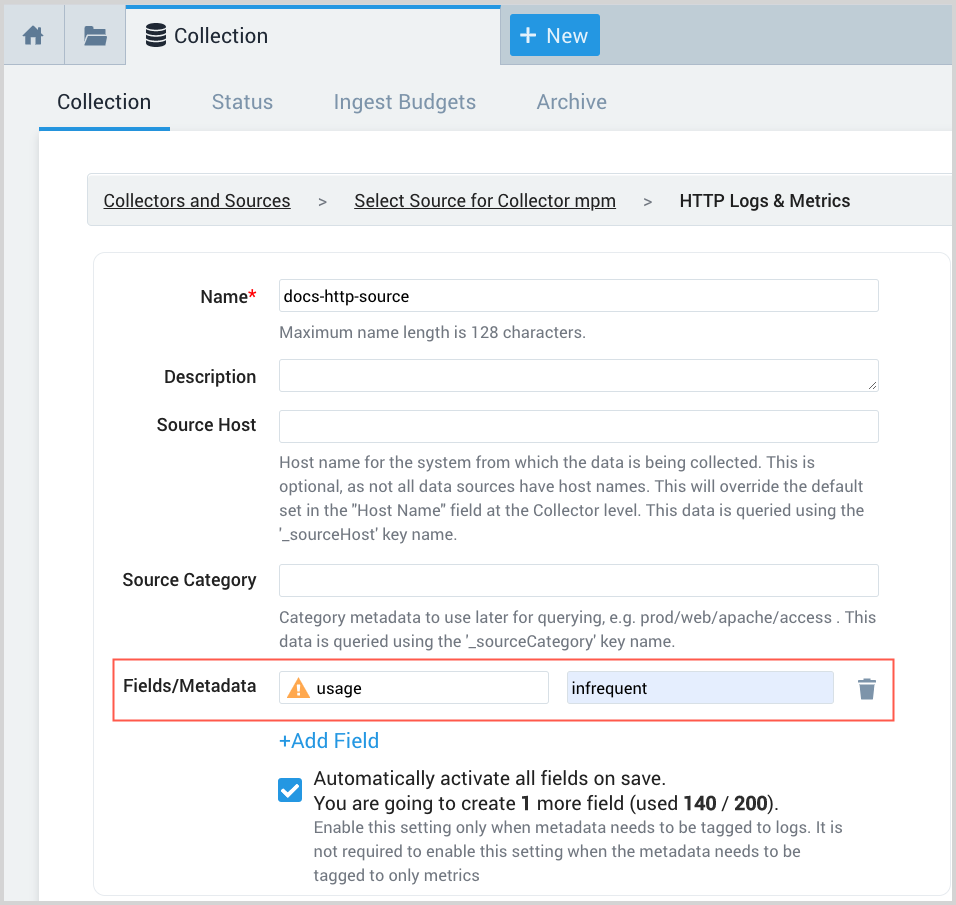 Collection
+ New
Collection
Status
Ingest Budgets
Archive
Collectors and Sources > Select Source for Collector mpm > HTTP Logs & Metrics
Name* docs-http-source
Maximum name length is 128 characters.
Description
Source Host
Host name for the system from which the data is being collected. This is
optional, as not all data sources have host names. This will override the default
set in the "Host Name" field at the Collector level. This data is queried using the
'_sourceHost' key name.
Source Category
Category metadata to use later for querying, e.g. prod/web/apache/access . This
data is queried using the '_sourceCategory' key name.
Fields/Metadata usage infrequent
+Add Field
Automatically activate all fields on save.
You are going to create 1 more field (used 140 / 200).
Enable this setting only when metadata needs to be tagged to logs. It is
not required to enable this setting when the metadata needs to be
tagged to only metrics